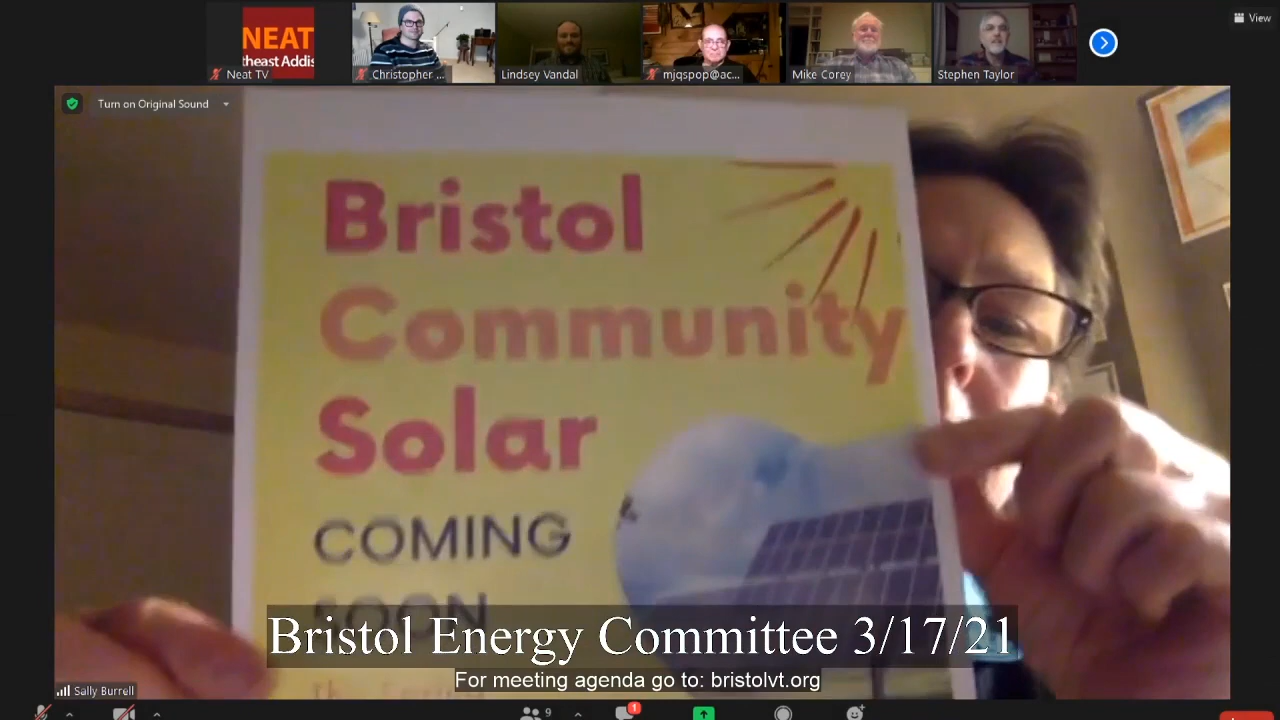 View
NEAT
theast Addis
Neat TV
Christopher ...
Lindsey Vandal
mjqspop@ac...
Mike Corey
Stephen Taylor
Turn on Original Sound
Bristol
Community
Solar
COMING
SOON
Bristol Energy Committee 3/17/21
For meeting agenda go to: bristolvt.org
Sally Burrell
9
1